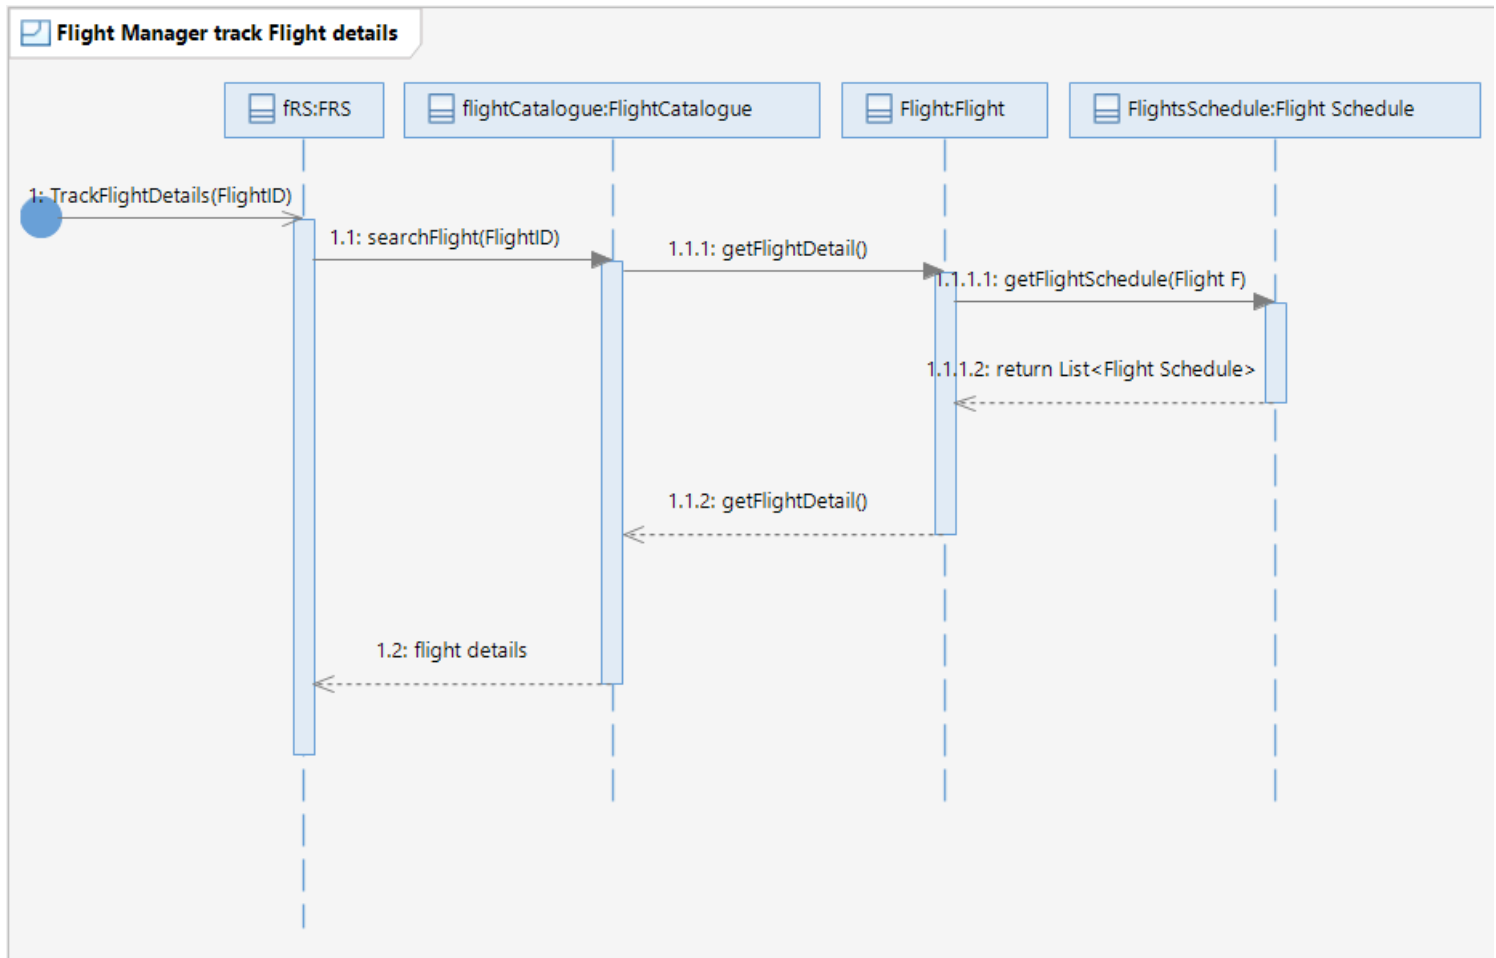 Flight Manager track Flight details
fRS:FRS
flightCatalogue:FlightCatalogue
Flight:Flight
FlightsSchedule:Flight Schedule
1: TrackFlightDetails(FlightID)
1.1: searchFlight(FlightID)
1.1.1: getFlightDetail()
1.1.1.1: getFlightSchedule(Flight F)
1.1.1.2: return List<Flight Schedule>
1.1.2: getFlightDetail()
1.2: flight details